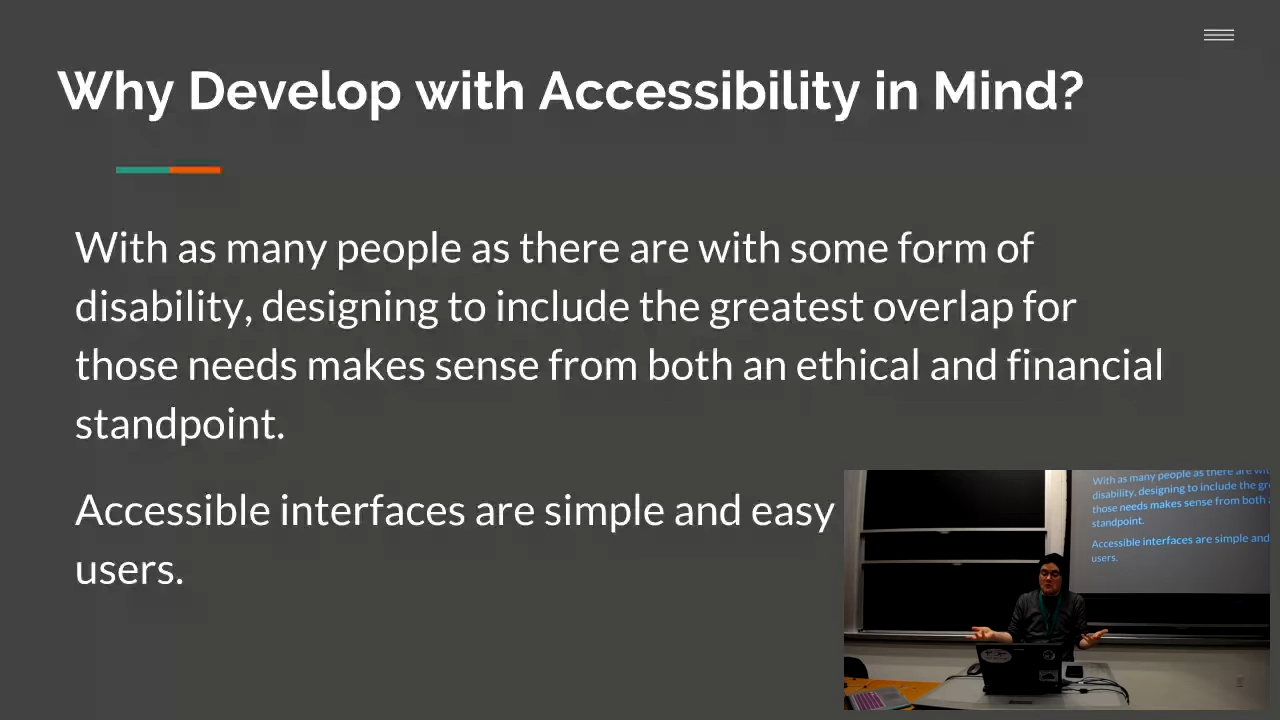 Why Develop with Accessibility in Mind?
With as many people as there are with some form of
disability, designing to include the greatest overlap for
those needs makes sense from both an ethical and financial
standpoint.
Accessible interfaces are simple and easy
users.
With as many people as there are
disability, designing to include the
those needs makes sense from both
standpoint.
Accessible interfaces are simple and
users.